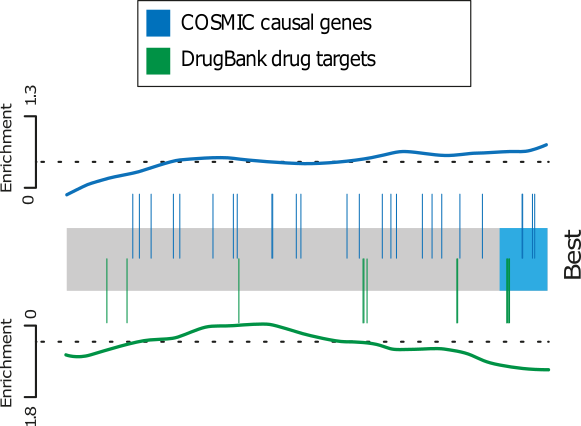 COSMIC causal genes
DrugBank drug targets
Enrichment
0 1.3
Best
Enrichment
1.8 0